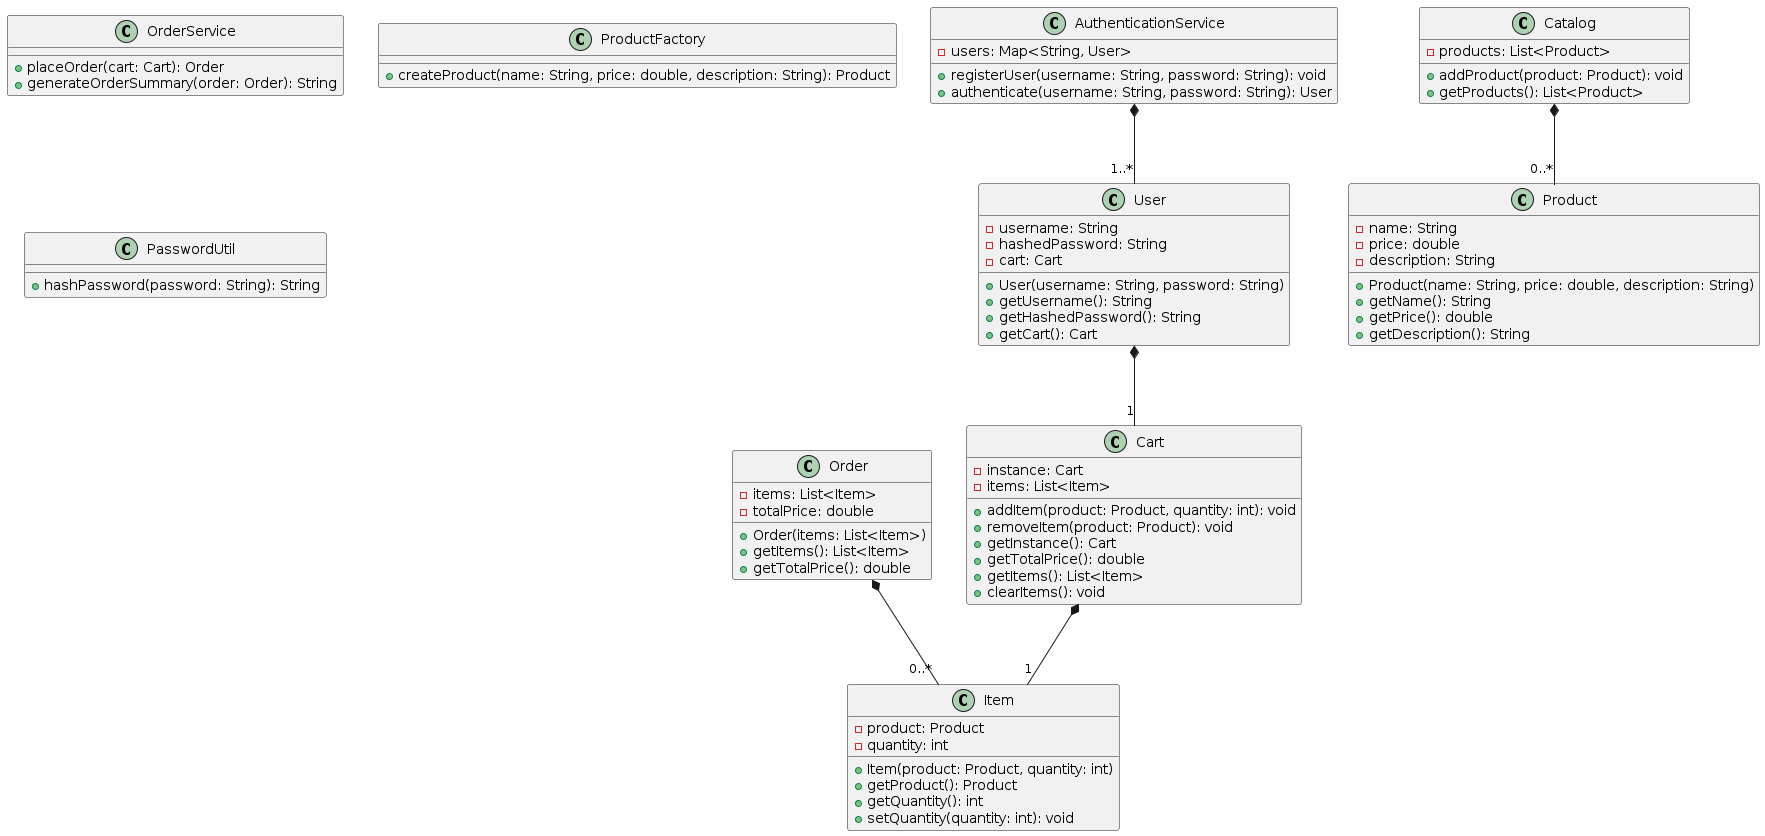 C OrderService
placeOrder(cart: Cart): Order
generateOrderSummary(order: Order): String
C ProductFactory
createProduct(name: String, price: double, description: String): Product
C AuthenticationService
users: Map<String, User>
registerUser(username: String, password: String): void
authenticate(username: String, password: String): User
C Catalog
products: List<Product>
addProduct(product: Product): void
getProducts(): List<Product>
1..*
0..*
C PasswordUtil
hashPassword(password: String): String
C User
username: String
hashedPassword: String
cart: Cart
User(username: String, password: String)
getUsername(): String
getHashedPassword(): String
getCart(): Cart
C Product
name: String
price: double
description: String
Product(name: String, price: double, description: String)
getName(): String
getPrice(): double
getDescription(): String
1
C Order
items: List<Item>
totalPrice: double
Order(items: List<Item>)
getItems(): List<Item>
getTotalPrice(): double
C Cart
instance: Cart
items: List<Item>
addItem(product: Product, quantity: int): void
removeItem(product: Product): void
getInstance(): Cart
getTotalPrice(): double
getItems(): List<Item>
clearItems(): void
0..*
1
C Item
product: Product
quantity: int
Item(product: Product, quantity: int)
getProduct(): Product
getQuantity(): int
setQuantity(quantity: int): void